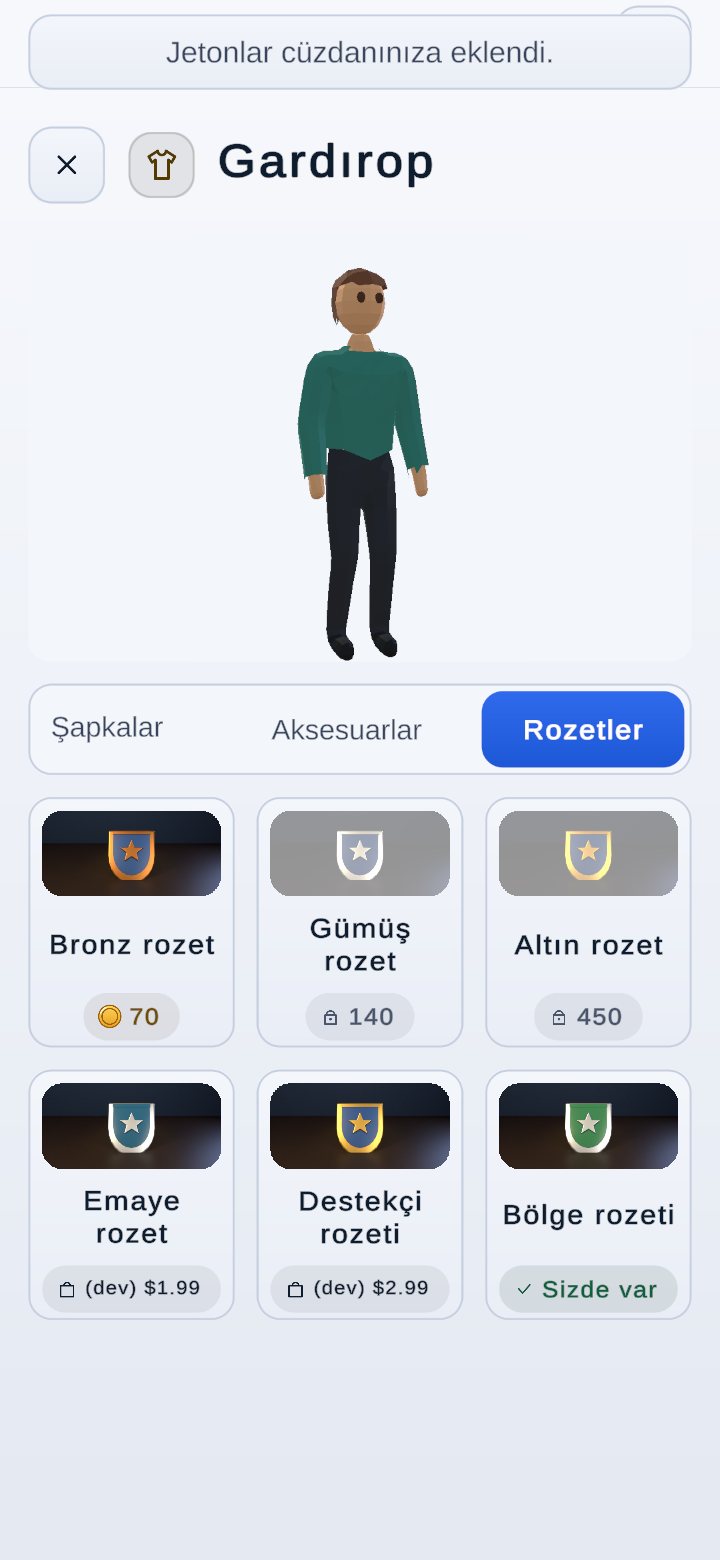 Jetonlar cüzdanınıza eklendi.
Gardırop
Şapkalar
Aksesuarlar
Rozetler
Bronz rozet
70
Gümüş
rozet
140
Altın rozet
450
Emaye
rozet
(dev) $1.99
Destekçi
rozeti
(dev) $2.99
Bölge rozeti
Sizde var